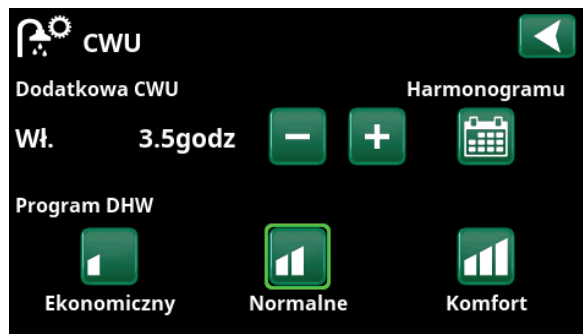 CWU
Dodatkowa CWU Harmonogramu
Wł. 3.5godz
Program DHW
Ekonomiczny Normalne Komfort